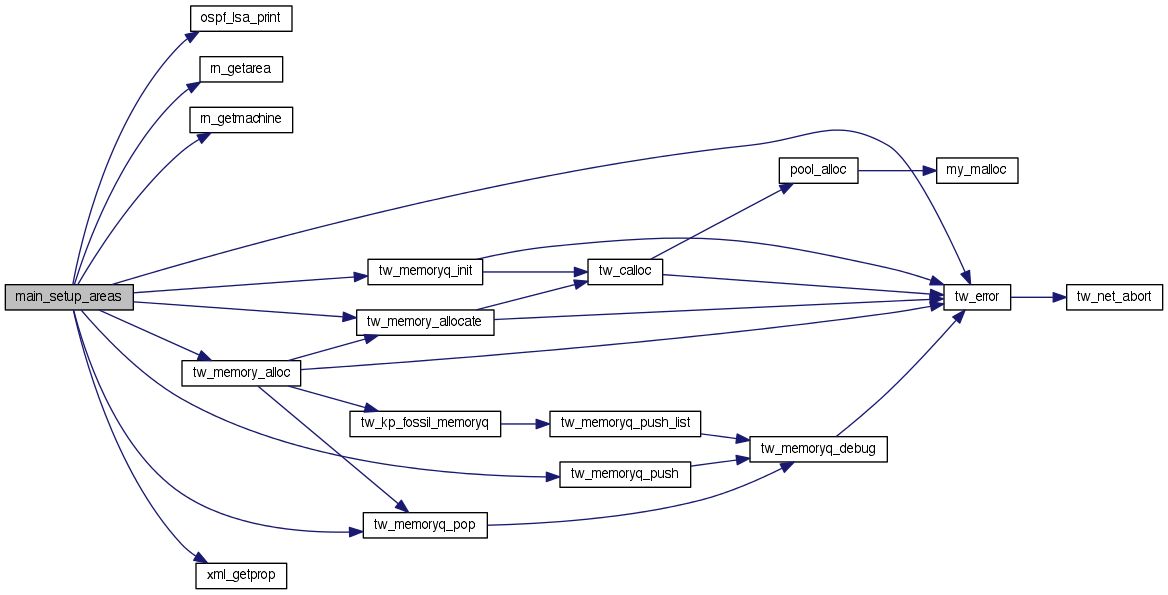 ospf_lsa_print
rn_getarea
rn_getmachine
pool_alloc
my_malloc
tw_memoryq_init
tw_calloc
main_setup_areas
tw_error
tw_net_abort
tw_memory_allocate
tw_memory_alloc
tw_kp_fossil_memoryq
tw_memoryq_push_list
tw_memoryq_debug
tw_memoryq_push
tw_memoryq_pop
xml_getprop